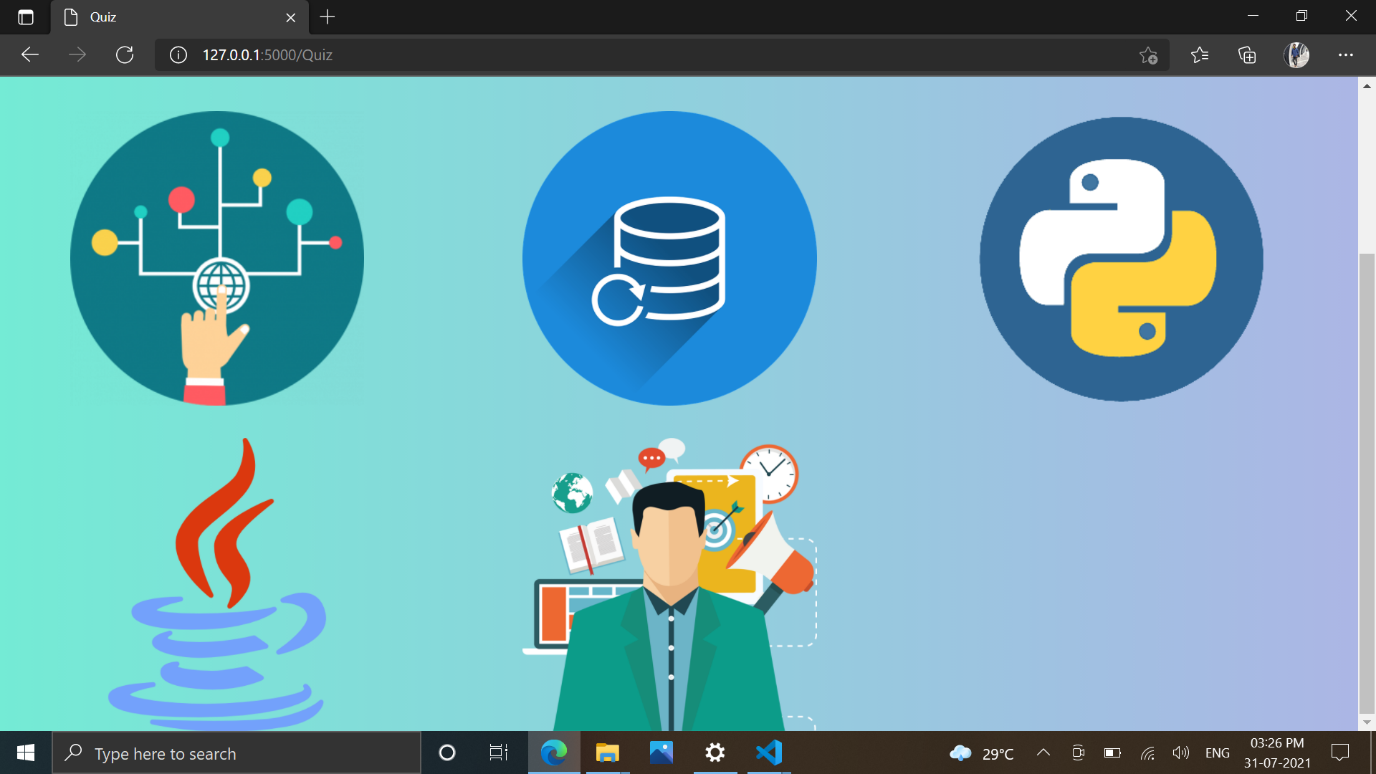 Quiz
127.0.0.1:5000/Quiz
Type here to search
29°C
ENG
03:26 PM
31-07-2021